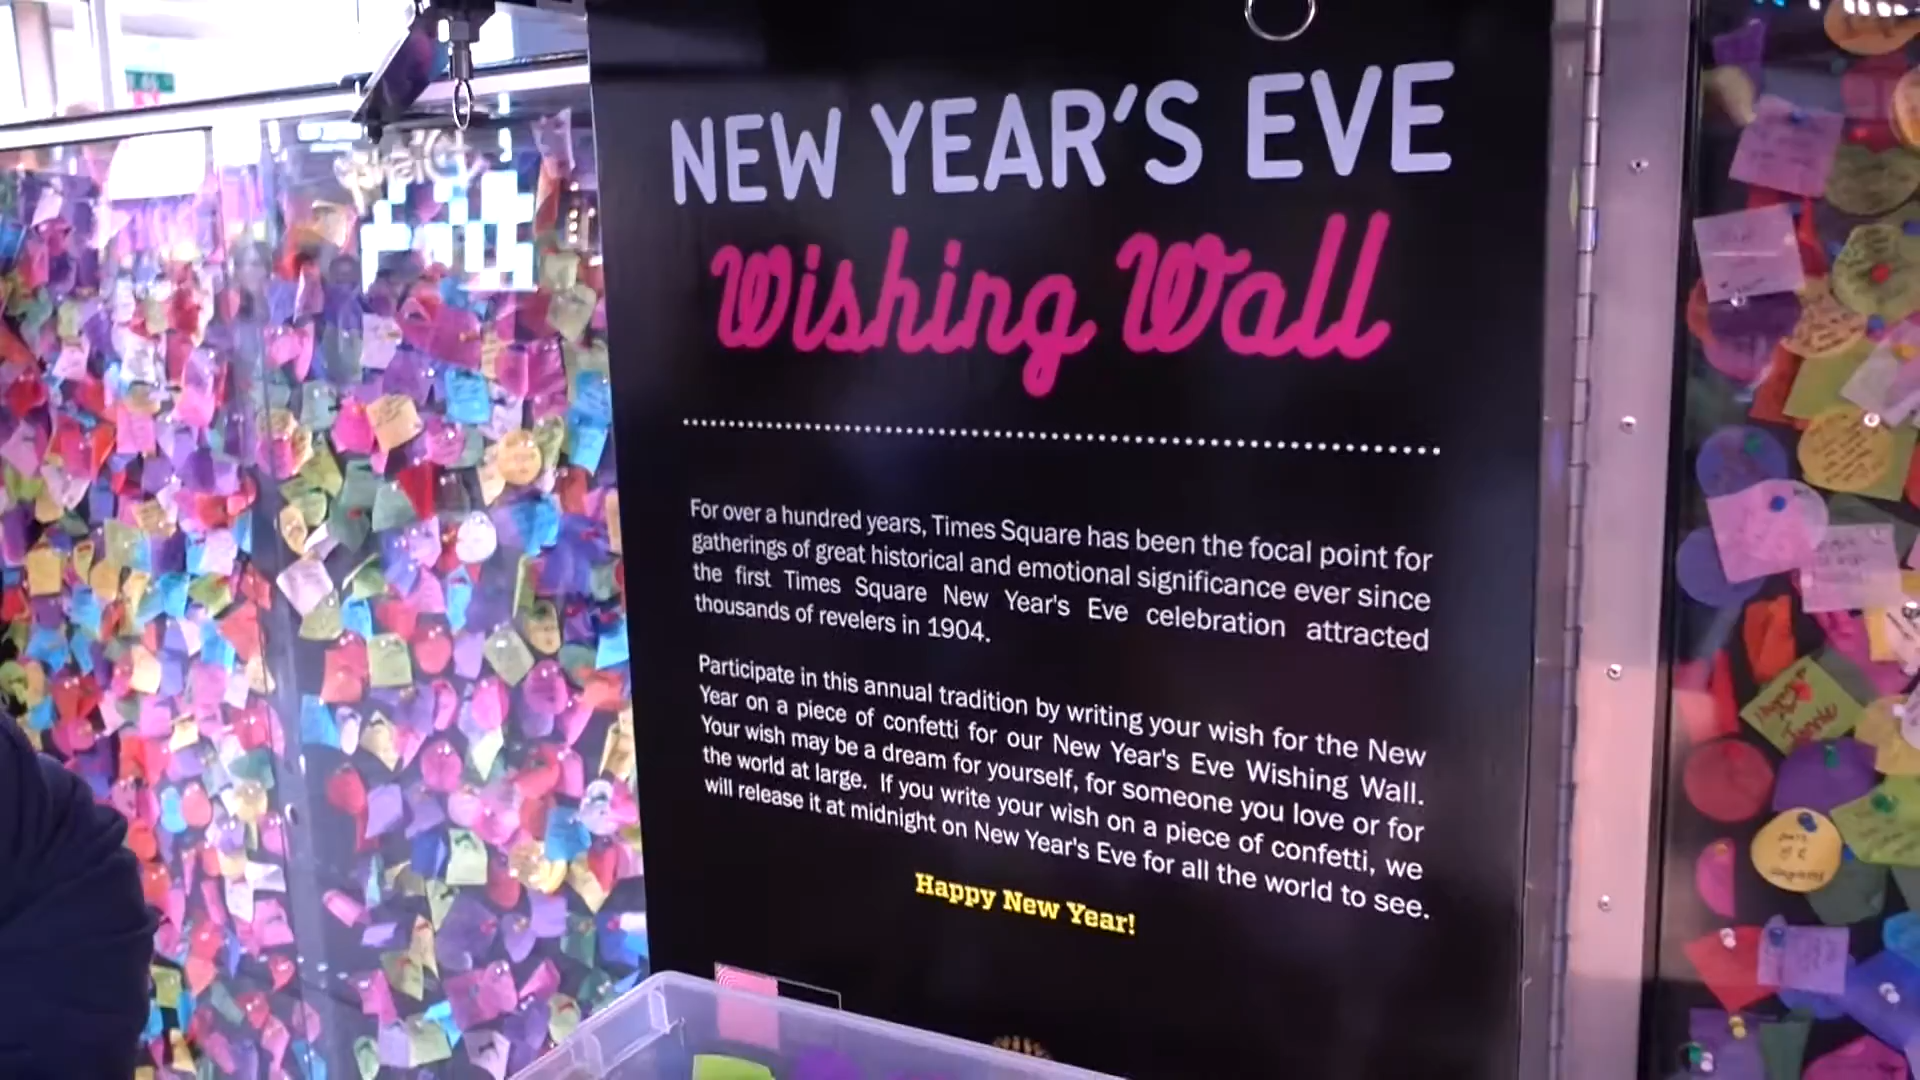 NEW YEAR'S EVE
Wishing Wall
For over a hundred years, Times Square has been the focal point for
gatherings of great historical and emotional significance ever since
the first Times Square New Year's Eve celebration attracted
thousands of revelers in 1904.
Participate in this annual tradition by writing your wish for the New
Year on a piece of confetti for our New Year's Eve Wishing Wall.
Your wish may be a dream for yourself, for someone you love or for
the world at large. If you write your wish on a piece of confetti, we
will release it at midnight on New Year's Eve for all the world to see.
Happy New Year!